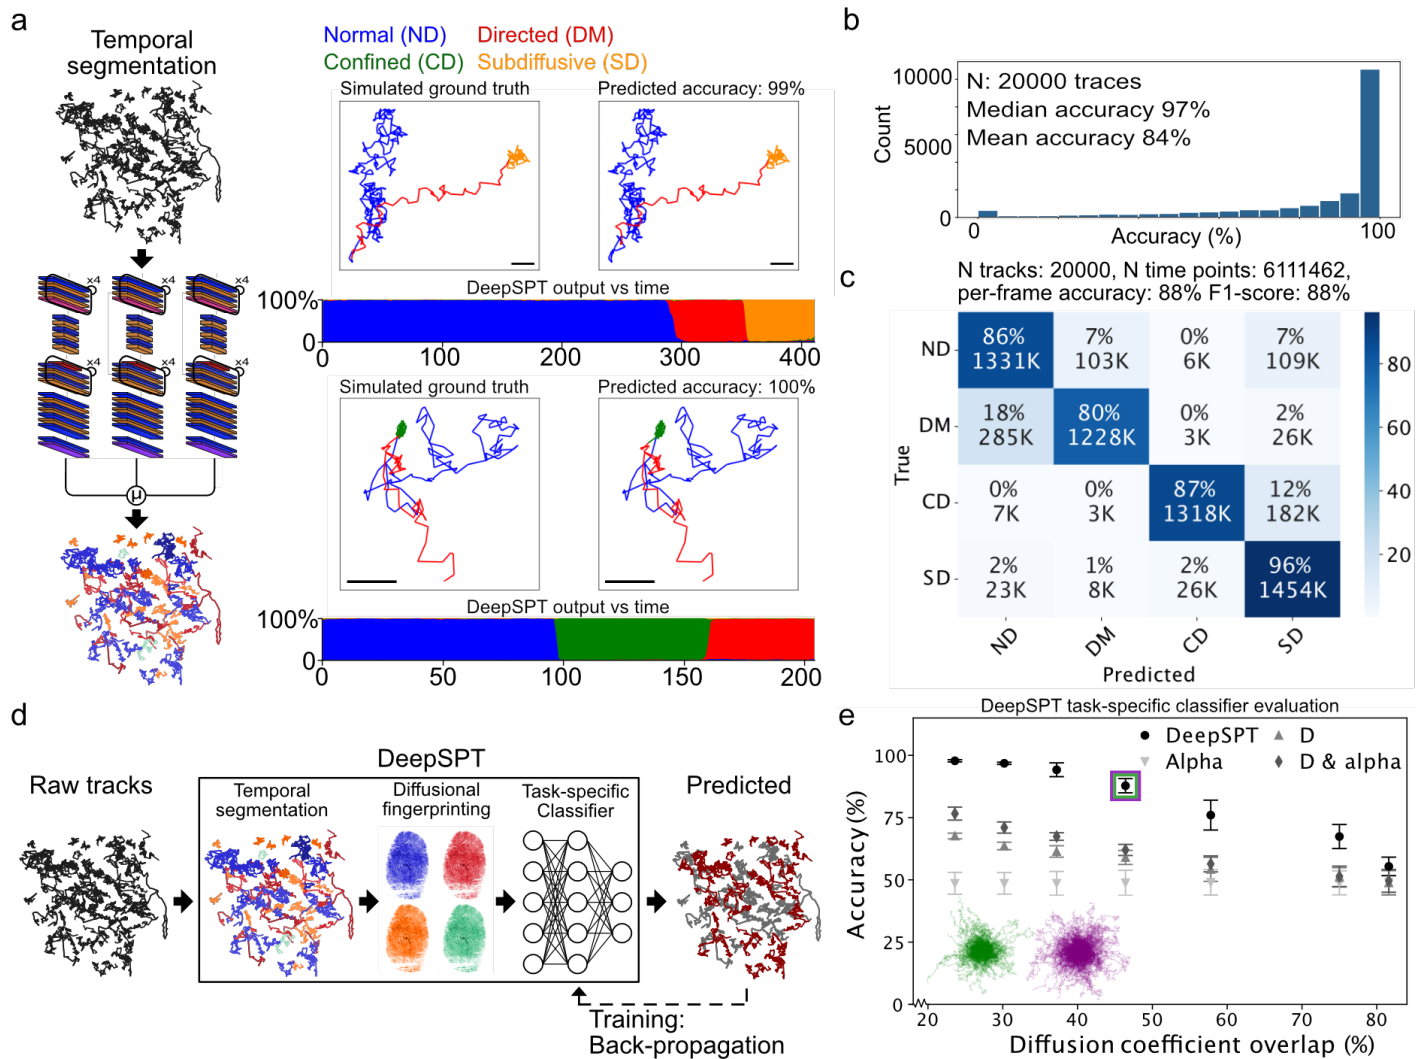 a
Temporal
segmentation
×4
×4
×4
×4
×4
×4
μ
Normal (ND)
Directed (DM)
Confined (CD)
Subdiffusive (SD)
Simulated ground truth
Predicted accuracy: 99%
DeepSPT output vs time
100%
0
0
100
200
300
400
Simulated ground truth
Predicted accuracy: 100%
DeepSPT output vs time
100%
0
0
50
100
150
200
b
N: 20000 traces
Median accuracy 97%
Mean accuracy 84%
Count
10000
5000
0
0
100
Accuracy (%)
c
N tracks: 20000, N time points: 6111462,
per-frame accuracy: 88% F1-score: 88%
True
ND
86%
1331K
7%
103K
0%
6K
7%
109K
DM
18%
285K
80%
1228K
0%
3K
2%
26K
CD
0%
7K
0%
3K
87%
1318K
12%
182K
SD
2%
23K
1%
8K
2%
26K
96%
1454K
ND
DM
CD
SD
Predicted
80
60
40
20
d
DeepSPT
Raw tracks
Temporal
segmentation
Diffusional
fingerprinting
Task-specific
Classifier
Predicted
Training:
Back-propagation
e
DeepSPT task-specific classifier evaluation
DeepSPT
D
Alpha
D & alpha
Accuracy (%)
100
75
50
25
0
20
30
40
50
60
70
80
Diffusion coefficient overlap (%)